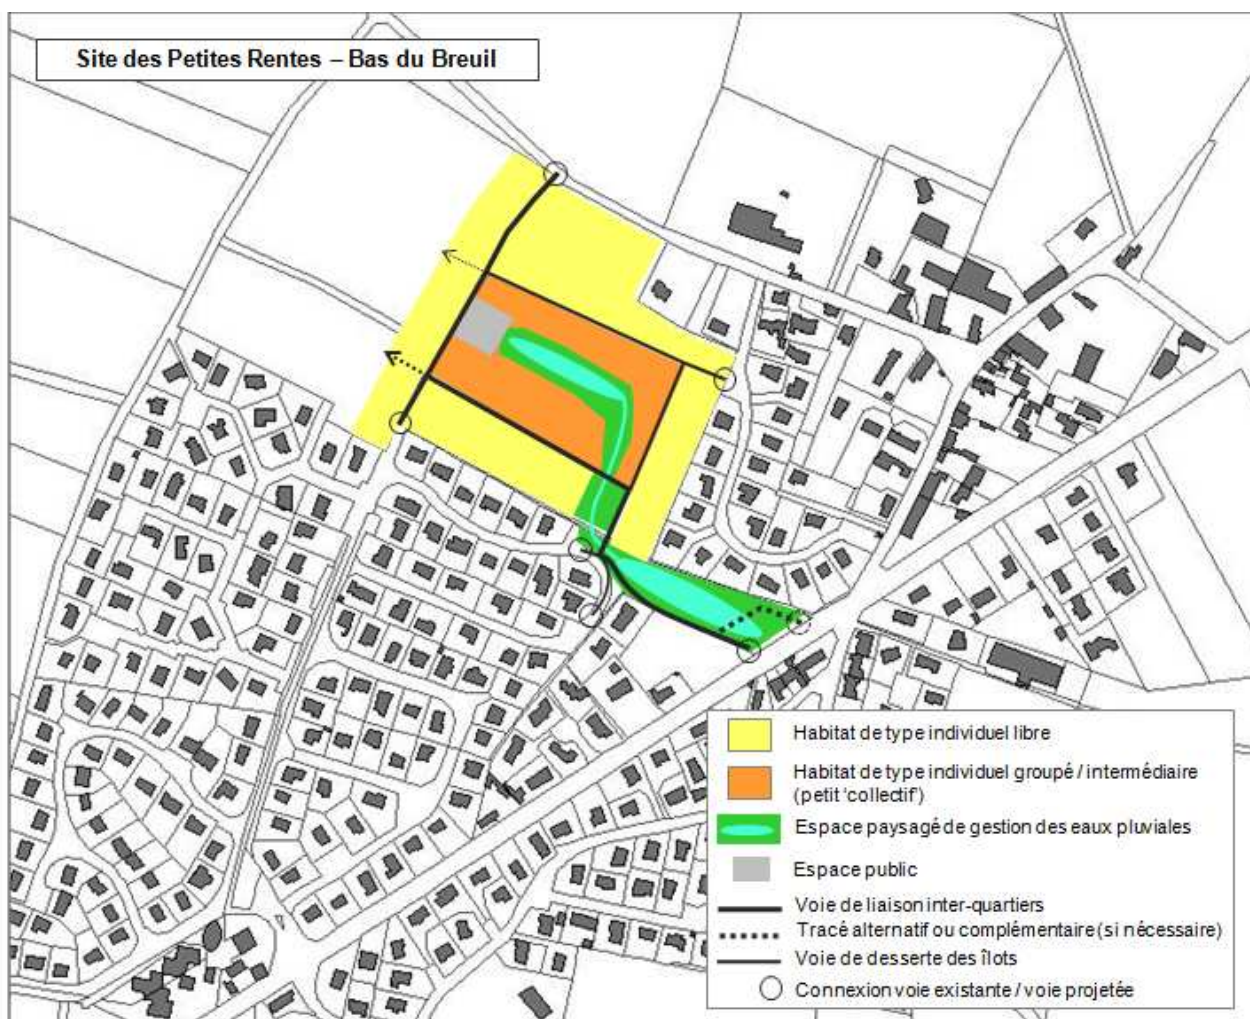 Site des Petites Rentes – Bas du Breuil
Habitat de type individuel libre
Habitat de type individuel groupé / intermédiaire
(petit 'collectif')
Espace paysagé de gestion des eaux pluviales
Espace public
Voie de liaison inter-quartiers
Tracé alternatif ou complémentaire (si nécessaire)
Voie de desserte des îlots
Connexion voie existante / voie projetée